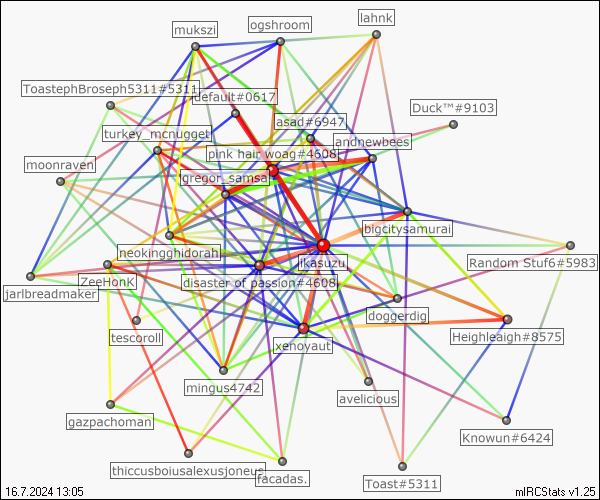 lahnk
ogshroom
mukszi
ToastephBroseph5311#5311
default#0617
Duck™#9103
asad#6947
turkey_mcnugget
andnewbees
pink hair woag#4608
moonraven
gregor_samsa
bigcitysamurai
neokingghidorah
Random Stuf6#5983
ikasuzu
ZeeHonK
disaster of passion#4608
jarlbreadmaker
doggerdig
tescoroll
Heighleaigh#8575
xenoyaut
mingus4742
avelicious
gazpachoman
Knowun#6424
thiccusboiusalexusjoneus
facadas.
Toast#5311
16.7.2024 13:05
mIRCStats v1.25